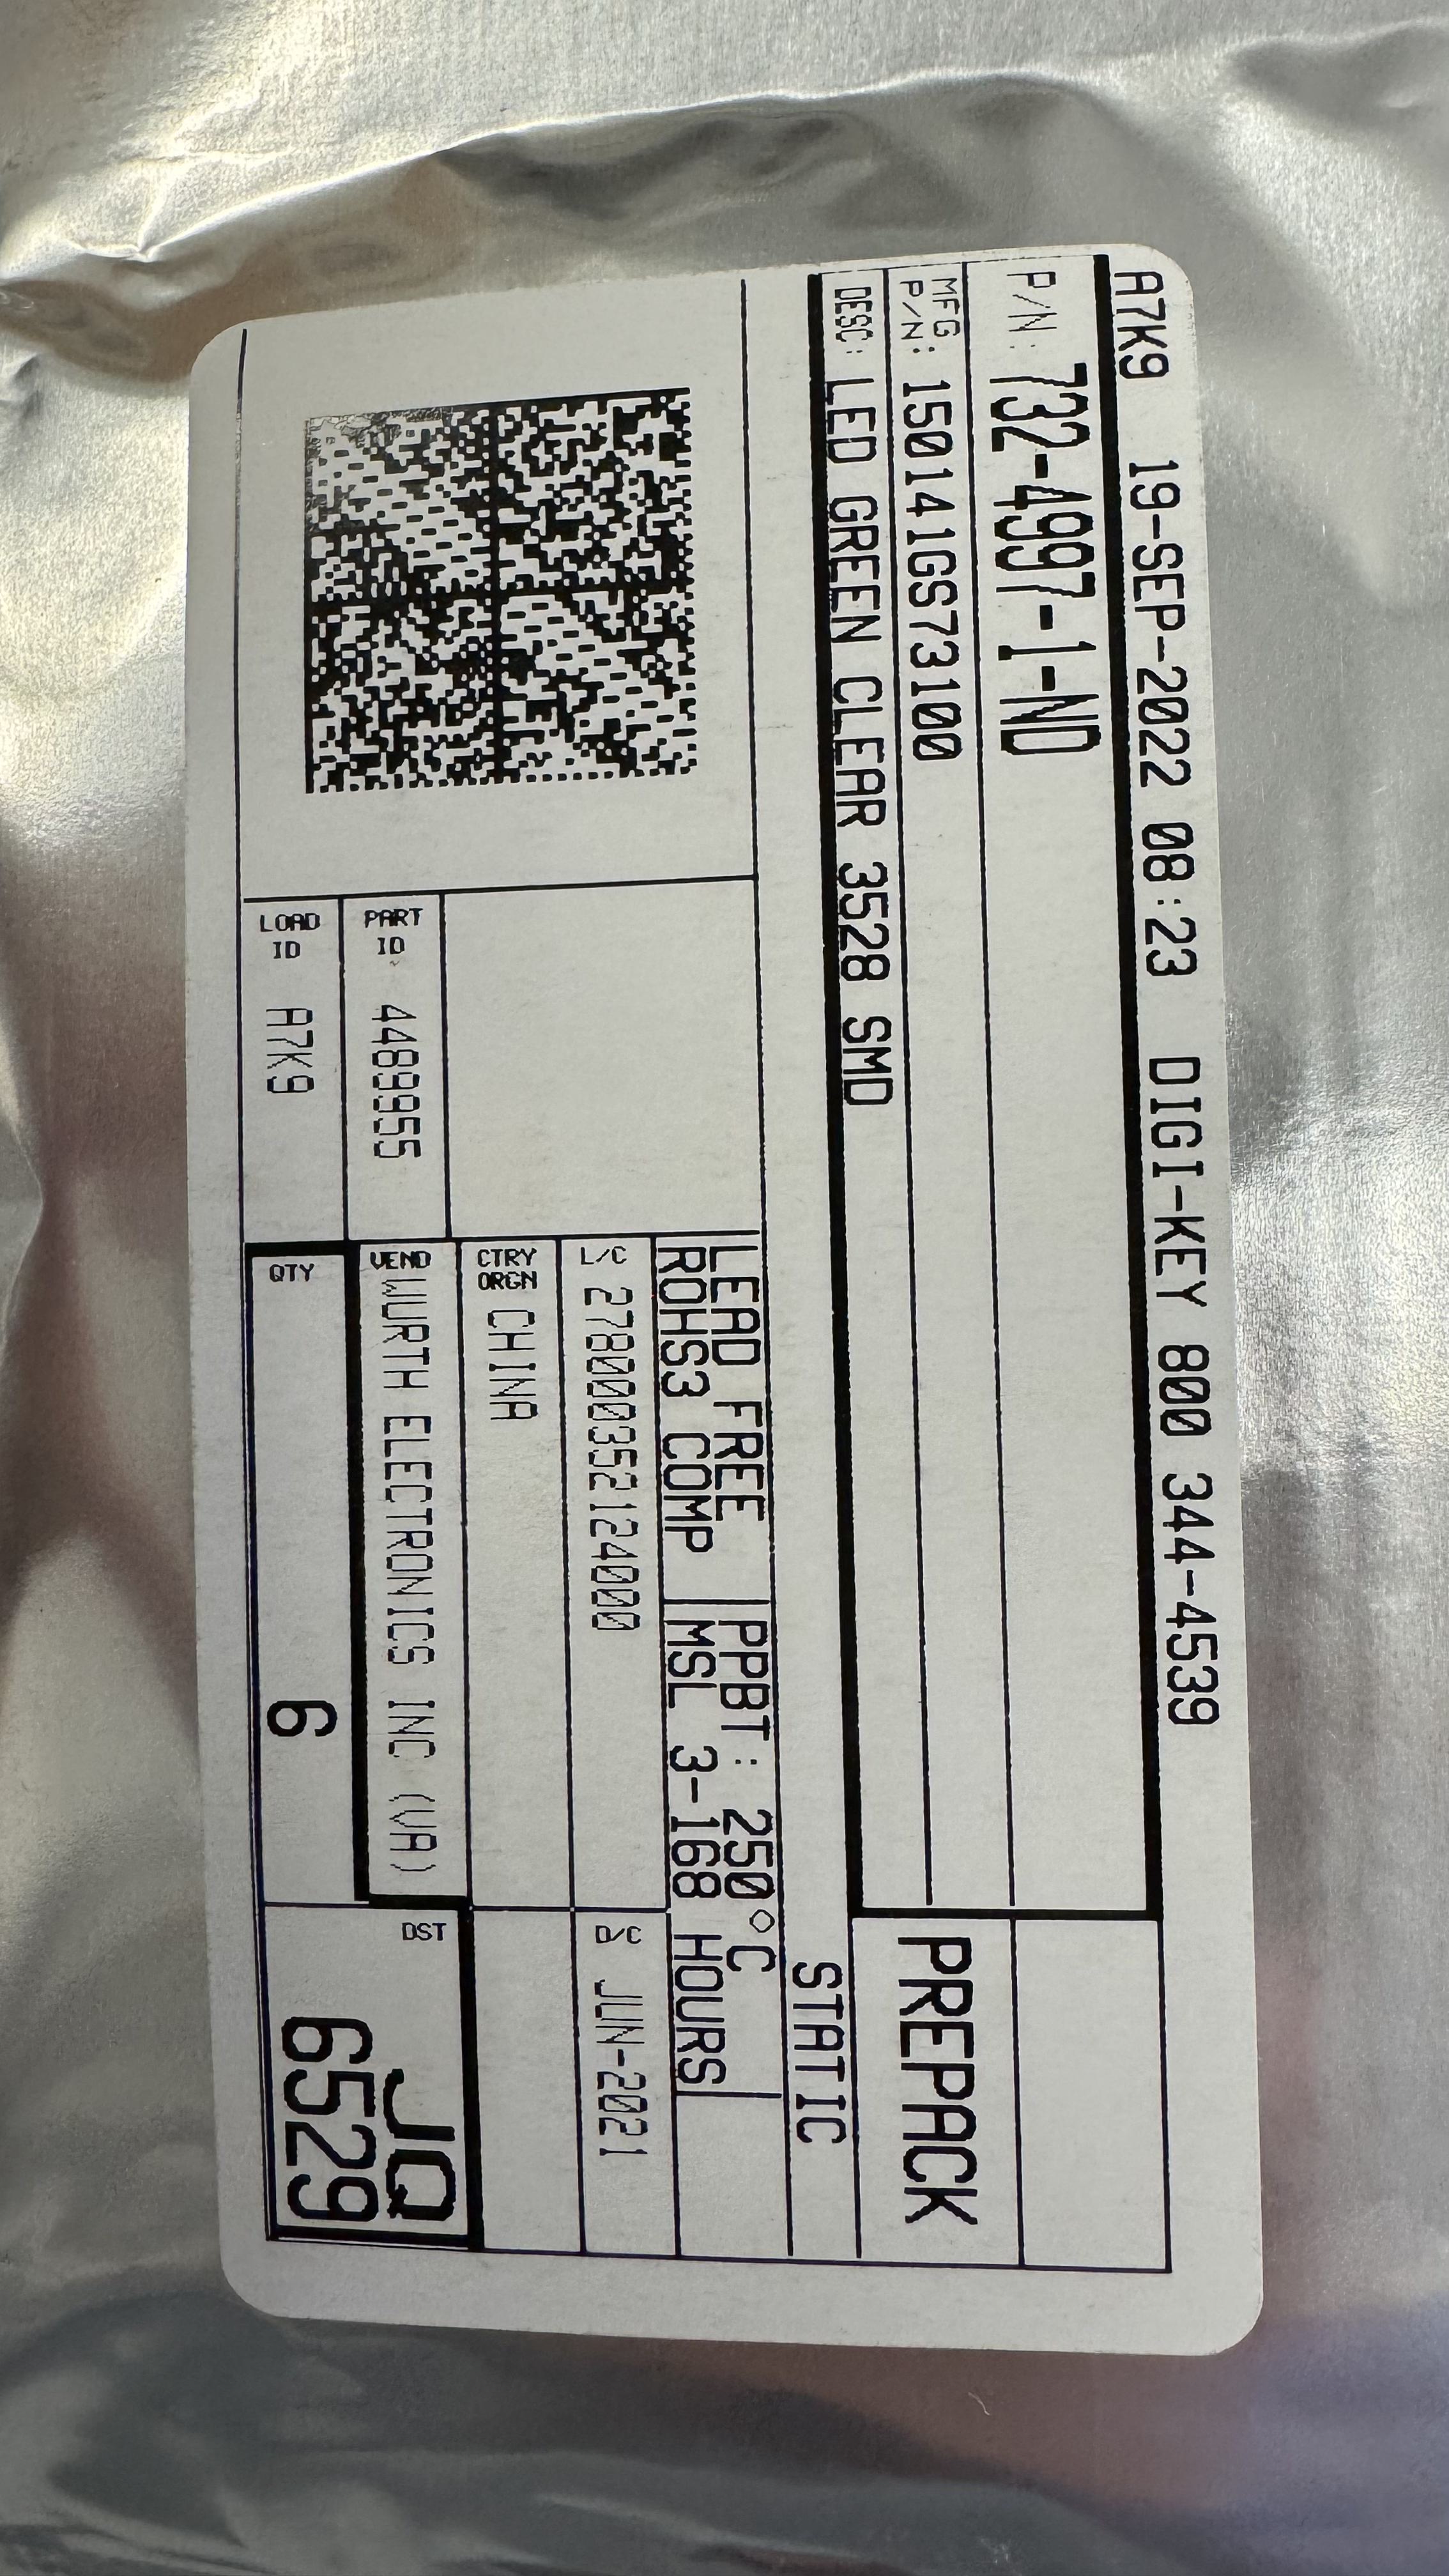 A7K9 19-SEP-2022 08:23 DIGI-KEY 800 344-4539
P/N: 732-4997-1-ND
MFG P/N: 150141GS73100
PREPACK
DESC: LED GREEN CLEAR 3528 SMD
STATIC
LEAD FREE PPBT: 250°C
ROHS3 COMP MSL 3-168 HOURS
L/C 2780003521240000
D/C JUN-2021
CTRY ORGN CHINA
PART ID 4489955
VEND WURTH ELECTRONICS INC (VA)
LOAD ID A7K9
QTY 6
DST JQ
6529